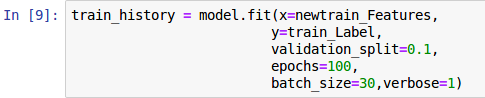 In [9]: train_history = model.fit(x=newtrain_Features,
y=train_Label,
validation_split=0.1,
epochs=100,
batch_size=30,verbose=1)